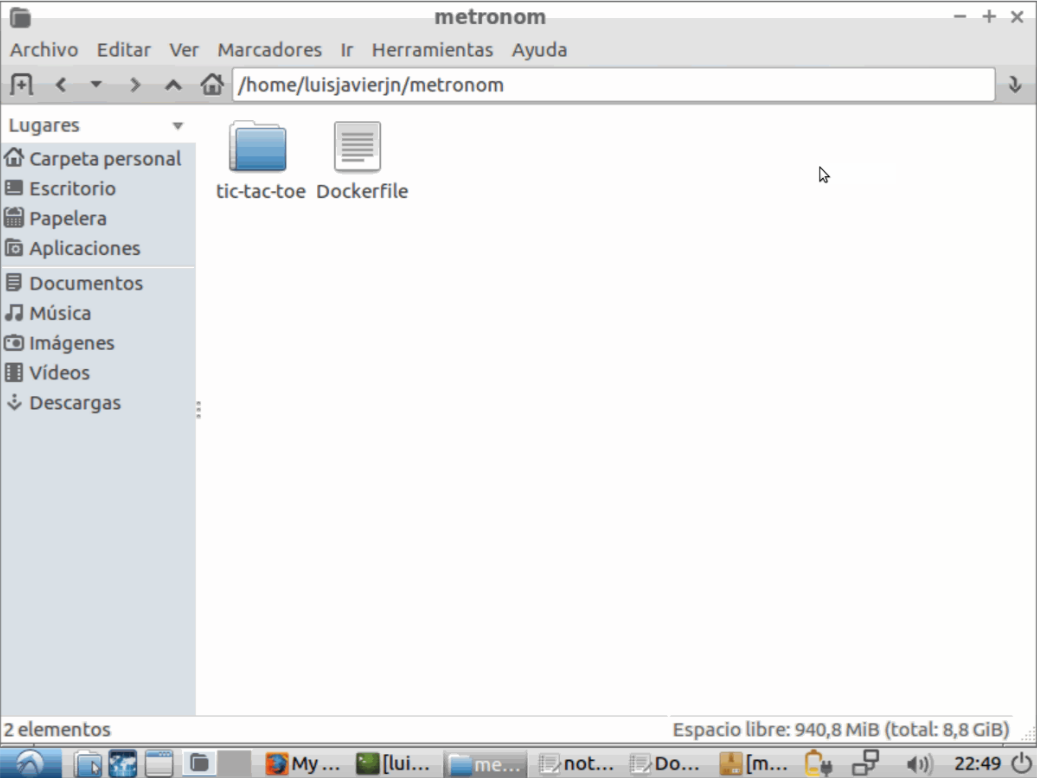 metronom
Archivo Editar Ver Marcadores Ir Herramientas Ayuda
/home/luisjavierjn/metronom
Lugares
Carpeta personal
Escritorio
Papelera
Aplicaciones
Documentos
Música
Imágenes
Vídeos
Descargas
tic-tac-toe Dockerfile
2 elementos Espacio libre: 940,8 MiB (total: 8,8 GiB)
My ... [lui... me... not... Do... [m... 22:49